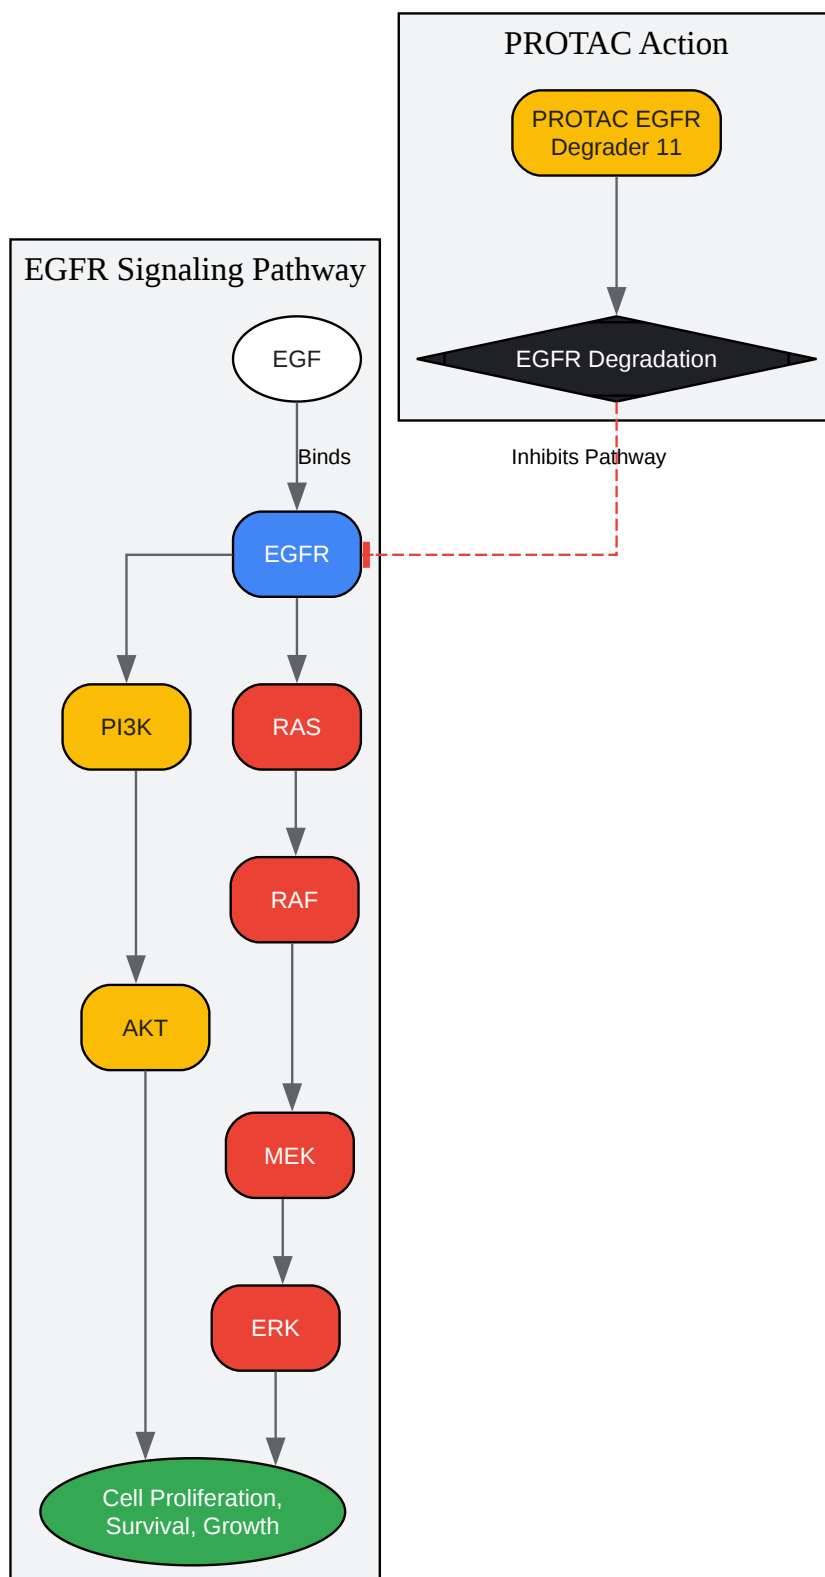 PROTAC Action
PROTAC EGFR
Degrader 11
EGFR Degradation
Inhibits Pathway
EGFR Signaling Pathway
EGF
Binds
EGFR
PI3K
RAS
RAF
AKT
MEK
ERK
Cell Proliferation,
Survival, Growth